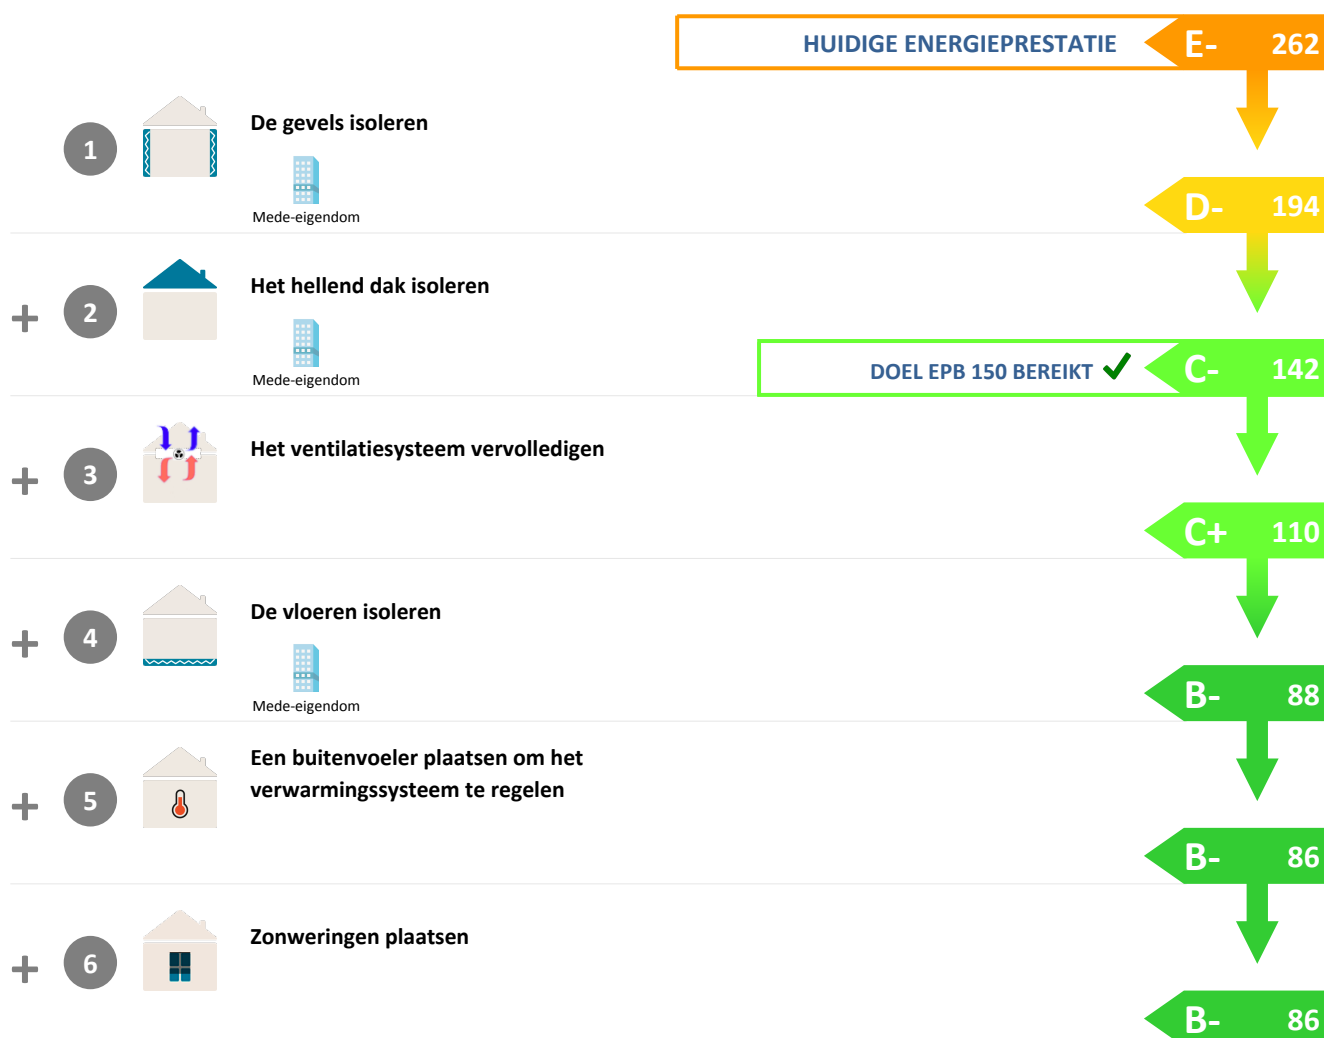 HUIDIGE ENERGIEPRESTATIE E- 262
1 De gevels isoleren
Mede-eigendom
D- 194
+ 2 Het hellend dak isoleren
Mede-eigendom
DOEL EPB 150 BEREIKT ✓ C- 142
+ 3 Het ventilatiesysteem vervolledigen
C+ 110
+ 4 De vloeren isoleren
Mede-eigendom
B- 88
+ 5 Een buitenvoeler plaatsen om het
verwarmingssysteem te regelen
B- 86
+ 6 Zonweringen plaatsen
B- 86